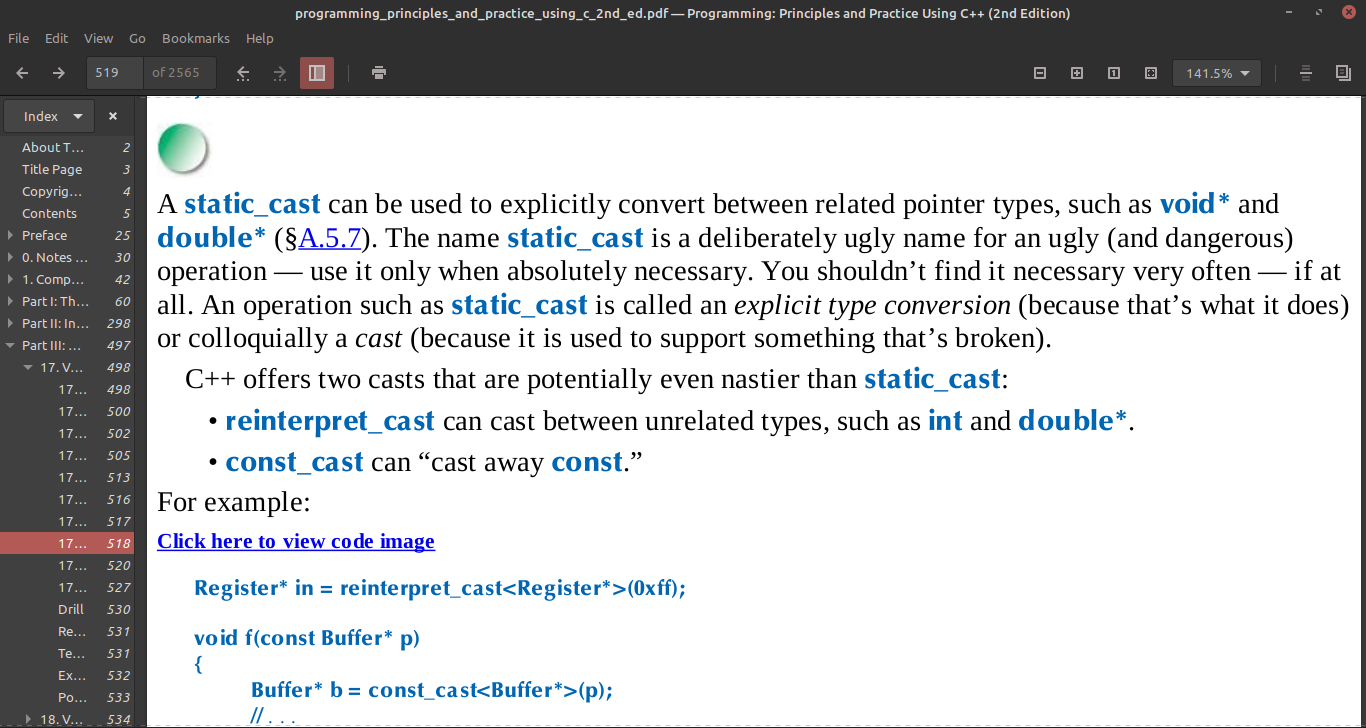 programming_principles_and_practice_using_c_2nd_ed.pdf — Programming: Principles and Practice Using C++ (2nd Edition)
File Edit View Go Bookmarks Help
519 of 2565 141.5%
Index
About T... 2
Title Page 3
Copyrig... 4
Contents 5
Preface 25
0. Notes ... 30
1. Comp... 42
Part I: Th... 60
Part II: In... 298
Part III: ... 497
17. V... 498
17... 498
17... 500
17... 502
17... 505
17... 513
17... 516
17... 517
17... 518
17... 520
17... 527
Drill 530
Re... 531
Te... 531
Ex... 532
Po... 533
18. V... 534
A static_cast can be used to explicitly convert between related pointer types, such as void* and
double* (§A.5.7). The name static_cast is a deliberately ugly name for an ugly (and dangerous)
operation — use it only when absolutely necessary. You shouldn’t find it necessary very often — if at
all. An operation such as static_cast is called an explicit type conversion (because that’s what it does)
or colloquially a cast (because it is used to support something that’s broken).
C++ offers two casts that are potentially even nastier than static_cast:
• reinterpret_cast can cast between unrelated types, such as int and double*.
• const_cast can “cast away const.”
For example:
Click here to view code image
Register* in = reinterpret_cast<Register*>(0xff);
void f(const Buffer* p)
{
Buffer* b = const_cast<Buffer*>(p);
// . . .